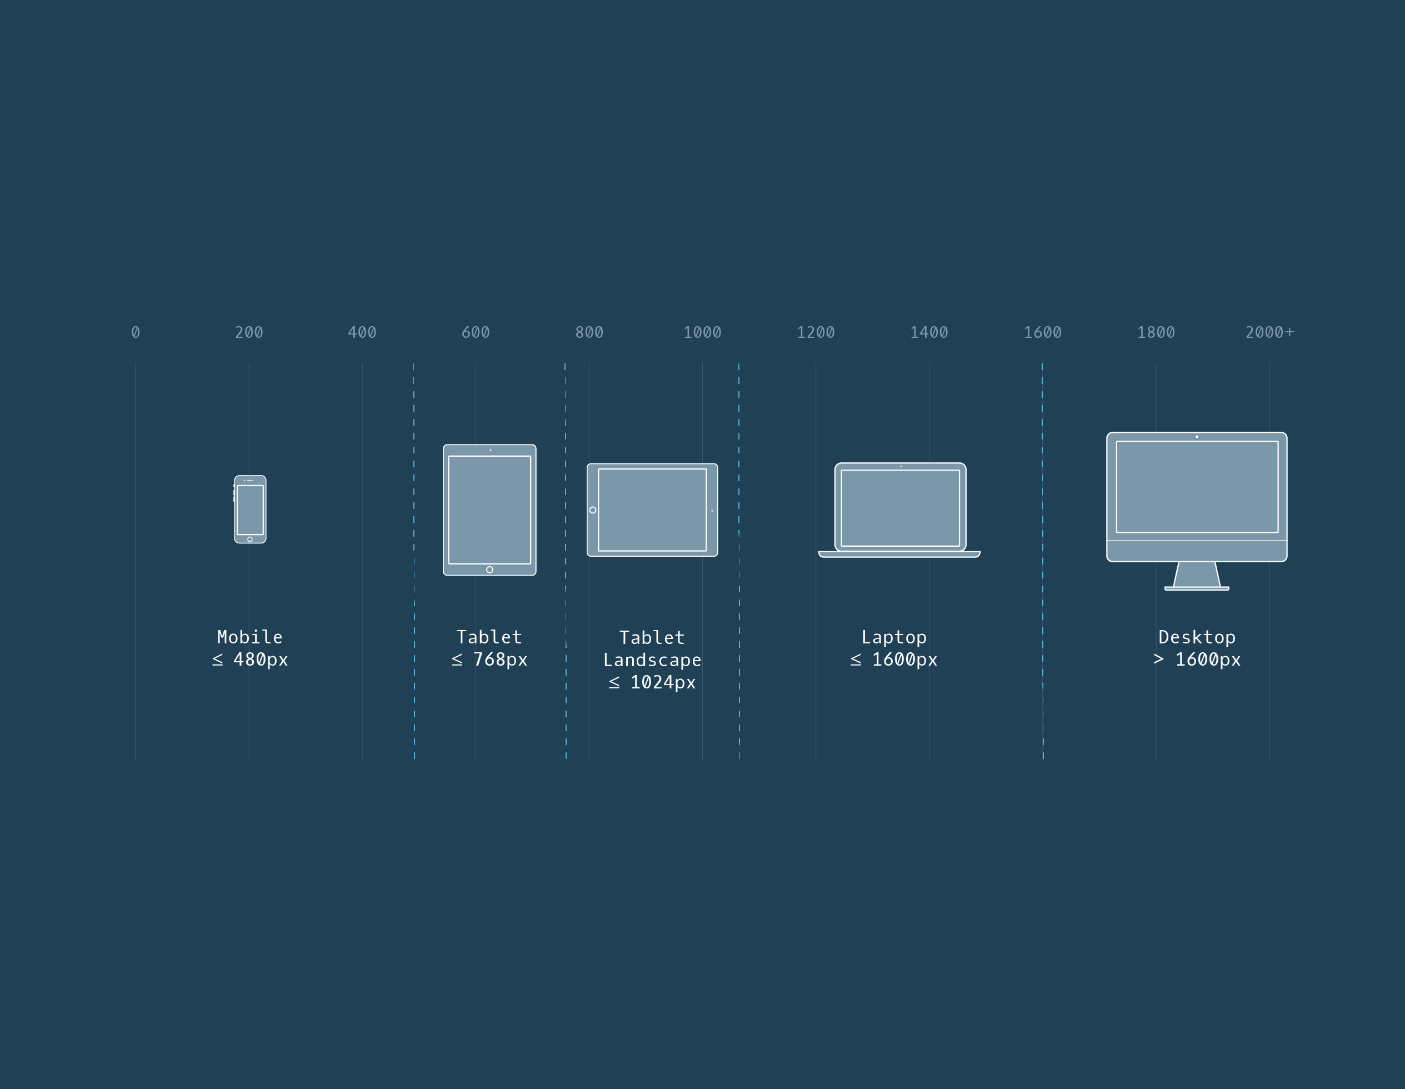 0 200 400 600 800 1000 1200 1400 1600 1800 2000+
Mobile
≤ 480px
Tablet
≤ 768px
Tablet
Landscape
≤ 1024px
Laptop
≤ 1600px
Desktop
> 1600px